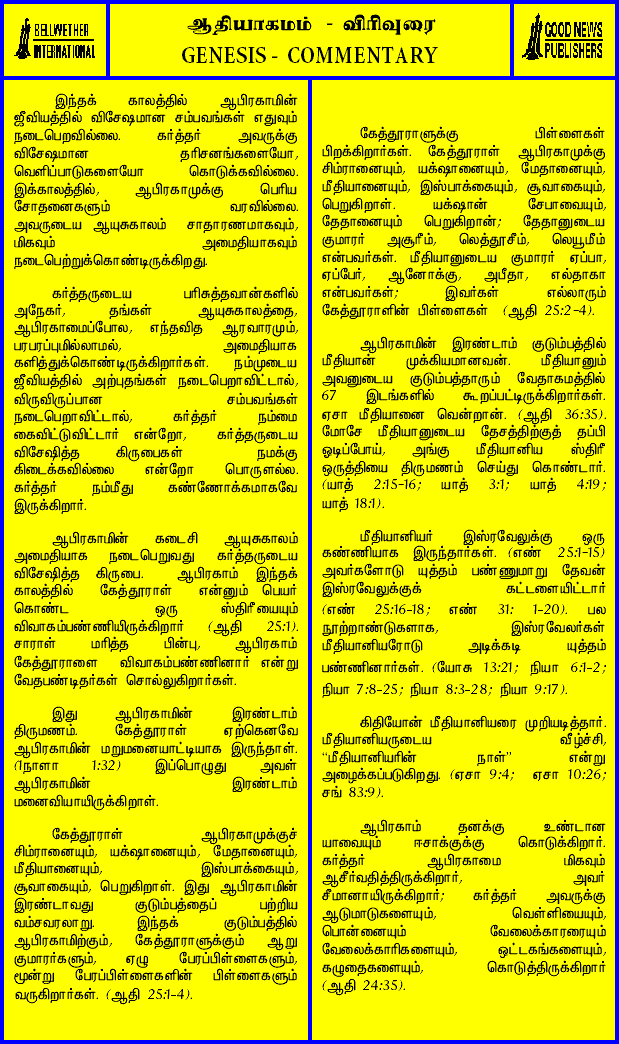 BELLWETHER
INTERNATIONAL
ஆதியாகமம் - விரிவுரை
GENESIS - COMMENTARY
GOOD NEWS
PUBLISHERS
இந்தக் காலத்தில் ஆபிரகாமின்
ஜீவியத்தில் விசேஷமான சம்பவங்கள் எதுவும்
நடைபெறவில்லை. கர்த்தர் அவருக்கு
விசேஷமான தரிசனங்களையோ,
வெளிப்பாடுகளையோ கொடுக்கவில்லை.
இக்காலத்தில், ஆபிரகாமுக்கு பெரிய
சோதனைகளும் வரவில்லை.
அவருடைய ஆயுசுகாலம் சாதாரணமாகவும்,
மிகவும் அமைதியாகவும்
நடைபெற்றுக்கொண்டிருக்கிறது.
கர்த்தருடைய பரிசுத்தவான்களில்
அநேகர், தங்கள் ஆயுசுகாலத்தை,
ஆபிரகாமைப்போல, எந்தவித ஆரவாரமும்,
பரபரப்புமில்லாமல், அமைதியாக
களித்துக்கொண்டிருக்கிறார்கள். நம்முடைய
ஜீவியத்தில் அற்புதங்கள் நடைபெறாவிட்டால்,
விருவிருப்பான சம்பவங்கள்
நடைபெறாவிட்டால், கர்த்தர் நம்மை
கைவிட்டுவிட்டார் என்றோ, கர்த்தருடைய
விசேஷித்த கிருபைகள் நமக்கு
கிடைக்கவில்லை என்றோ பொருளல்ல.
கர்த்தர் நம்மீது கண்ணோக்கமாகவே
இருக்கிறார்.
ஆபிரகாமின் கடைசி ஆயுசுகாலம்
அமைதியாக நடைபெறுவது கர்த்தருடைய
விசேஷித்த கிருபை. ஆபிரகாம் இந்தக்
காலத்தில் கேத்தூராள் என்னும் பெயர்
கொண்ட ஒரு ஸ்திரீயையும்
விவாகம்பண்ணியிருக்கிறார் (ஆதி 25:1).
சாராள் மரித்த பின்பு, ஆபிரகாம்
கேத்தூராளை விவாகம்பண்ணினார் என்று
வேதபண்டிதர்கள் சொல்லுகிறார்கள்.
இது ஆபிரகாமின் இரண்டாம்
திருமணம். கேத்தூராள் ஏற்கெனவே
ஆபிரகாமின் மறுமனையாட்டியாக இருந்தாள்.
(1நாளா 1:32) இப்பொழுது அவள்
ஆபிரகாமின் இரண்டாம்
மனைவியாயிருக்கிறாள்.
கேத்தூராள் ஆபிரகாமுக்குச்
சிம்ரானையும், யக்ஷானையும், மேதானையும்,
மீதியானையும், இஸ்பாக்கையும்,
சூவாகையும், பெறுகிறாள். இது ஆபிரகாமின்
இரண்டாவது குடும்பத்தைப் பற்றிய
வம்சவரலாறு. இந்தக் குடும்பத்தில்
ஆபிரகாமிற்கும், கேத்தூராளுக்கும் ஆறு
குமாரர்களும், ஏழு பேரப்பிள்ளைகளும்,
மூன்று பேரப்பிள்ளைகளின் பிள்ளைகளும்
வருகிறார்கள். (ஆதி 25:1-4).
கேத்தூராளுக்கு பிள்ளைகள்
பிறக்கிறார்கள். கேத்தூராள் ஆபிரகாமுக்கு
சிம்ரானையும், யக்ஷானையும், மேதானையும்,
மீதியானையும், இஸ்பாக்கையும், சூவாகையும்,
பெறுகிறாள். யக்ஷான் சேபாவையும்,
தேதானையும் பெறுகிறான்; தேதானுடைய
குமாரர் அசூரீம், லெத்தூசீம், லெயூமீம்
என்பவர்கள். மீதியானுடைய குமாரர் ஏப்பா,
ஏப்பேர், ஆனோக்கு, அபீதா, எல்தாகா
என்பவர்கள்; இவர்கள் எல்லாரும்
கேத்தூராளின் பிள்ளைகள் (ஆதி 25:2-4).
ஆபிரகாமின் இரண்டாம் குடும்பத்தில்
மீதியான் முக்கியமானவன். மீதியானும்
அவனுடைய குடும்பத்தாரும் வேதாகமத்தில்
67 இடங்களில் கூறப்பட்டிருக்கிறார்கள்.
ஏசா மீதியானை வென்றான். (ஆதி 36:35).
மோசே மீதியானுடைய தேசத்திற்குத் தப்பி
ஓடிப்போய், அங்கு மீதியானிய ஸ்திரீ
ஒருத்தியை திருமணம் செய்து கொண்டார்.
(யாத் 2:15-16; யாத் 3:1; யாத் 4:19;
யாத் 18:1).
மீதியானியர் இஸ்ரவேலுக்கு ஒரு
கண்ணியாக இருந்தார்கள். (எண் 25:1-15)
அவர்களோடு யுத்தம் பண்ணுமாறு தேவன்
இஸ்ரவேலுக்குக் கட்டளையிட்டார்
(எண் 25:16-18; எண் 31: 1-20). பல
நூற்றாண்டுகளாக, இஸ்ரவேலர்கள்
மீதியானியரோடு அடிக்கடி யுத்தம்
பண்ணினார்கள். (யோசு 13:21; நியா 6:1-2;
நியா 7:8-25; நியா 8:3-28; நியா 9:17).
கிதியோன் மீதியானியரை முறியடித்தார்.
மீதியானியருடைய வீழ்ச்சி,
“மீதியானியரின் நாள்” என்று
அழைக்கப்படுகிறது. (ஏசா 9:4; ஏசா 10:26;
சங் 83:9).
ஆபிரகாம் தனக்கு உண்டான
யாவையும் ஈசாக்குக்கு கொடுக்கிறார்.
கர்த்தர் ஆபிரகாமை மிகவும்
ஆசீர்வதித்திருக்கிறார், அவர்
சீமானாயிருக்கிறார்; கர்த்தர் அவருக்கு
ஆடுமாடுகளையும், வெள்ளியையும்,
பொன்னையும் வேலைக்காரரையும்
வேலைக்காரிகளையும், ஒட்டகங்களையும்,
கழுதைகளையும், கொடுத்திருக்கிறார்
(ஆதி 24:35).